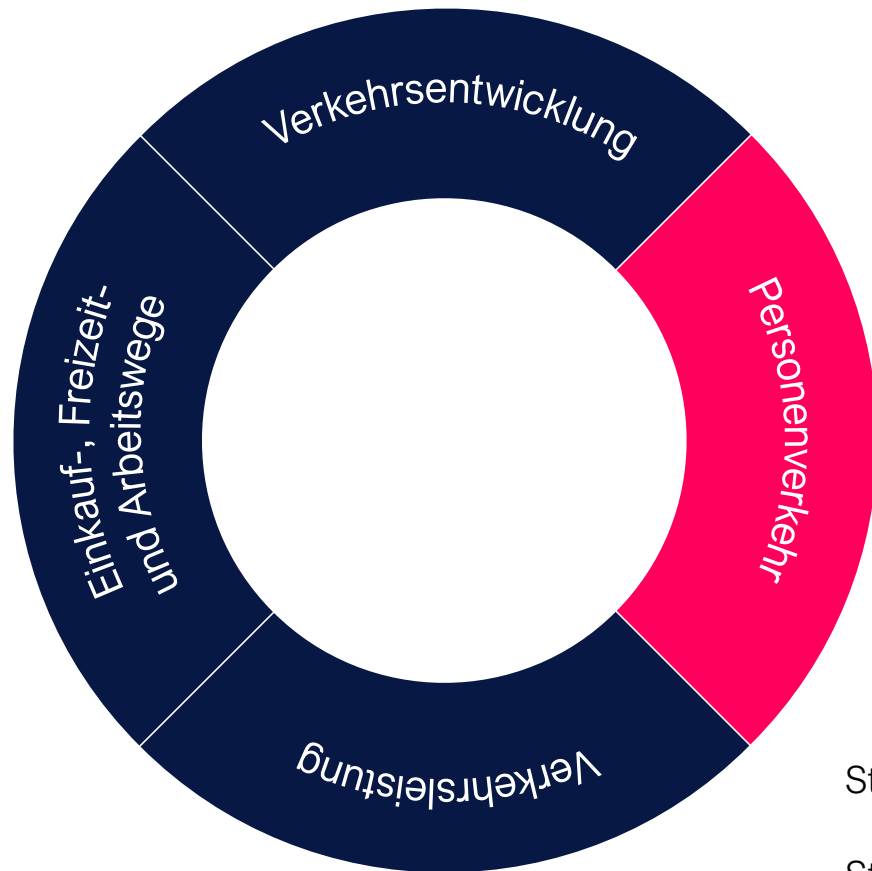 Verkehrsentwicklung
Personenverkehr
Verkehrsleistung
Einkauf-, Freizeit-
und Arbeitswege